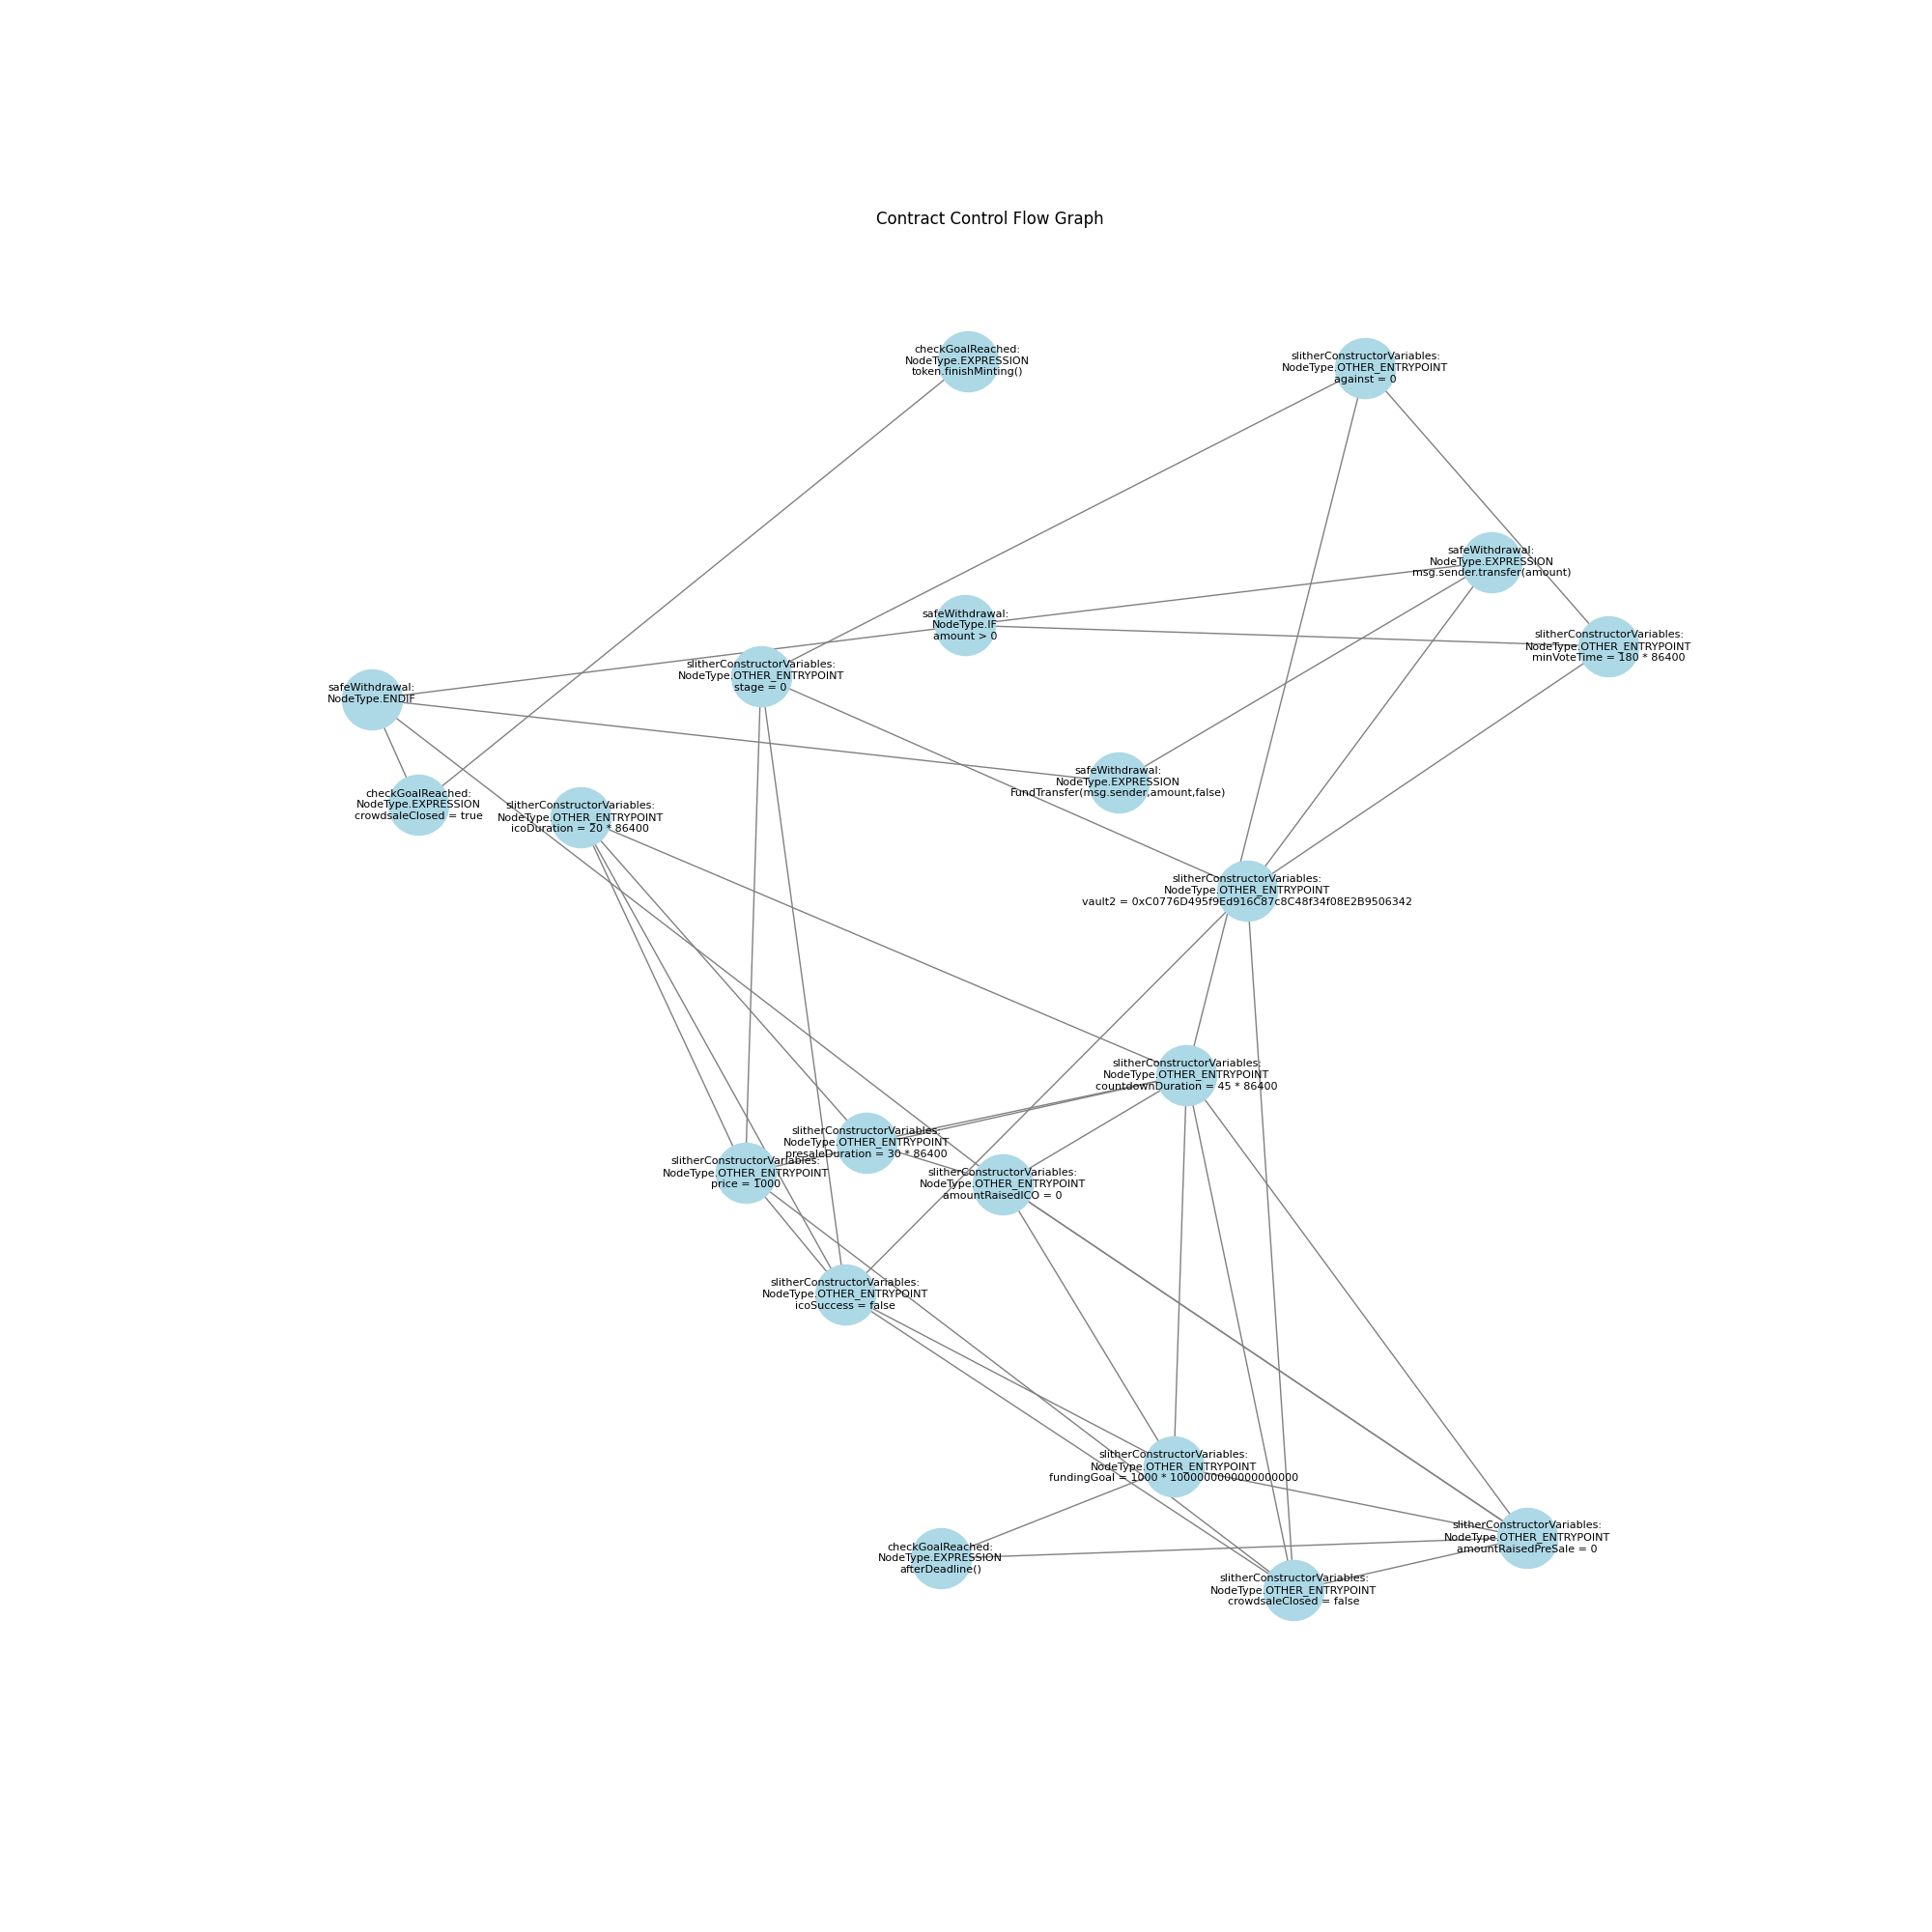 Contract Control Flow Graph
checkGoalReached:
NodeType.EXPRESSION
token.finishMinting()
slitherConstructorVariables:
NodeType.OTHER_ENTRYPOINT
against = 0
safeWithdrawal:
NodeType.EXPRESSION
msg.sender.transfer(amount)
safeWithdrawal:
NodeType.IF
amount > 0
slitherConstructorVariables:
NodeType.OTHER_ENTRYPOINT
minVoteTime = 180 * 86400
slitherConstructorVariables:
NodeType.OTHER_ENTRYPOINT
stage = 0
safeWithdrawal:
NodeType.ENDIF
safeWithdrawal:
NodeType.EXPRESSION
FundTransfer(msg.sender,amount,false)
checkGoalReached:
NodeType.EXPRESSION
crowdsaleClosed = true
slitherConstructorVariables:
NodeType.OTHER_ENTRYPOINT
icoDuration = 20 * 86400
slitherConstructorVariables:
NodeType.OTHER_ENTRYPOINT
vault2 = 0xC0776D495f9Ed916C87c8C48f34f08E2B9506342
slitherConstructorVariables:
NodeType.OTHER_ENTRYPOINT
countdownDuration = 45 * 86400
slitherConstructorVariables:
NodeType.OTHER_ENTRYPOINT
presaleDuration = 30 * 86400
slitherConstructorVariables:
NodeType.OTHER_ENTRYPOINT
price = 1000
slitherConstructorVariables:
NodeType.OTHER_ENTRYPOINT
amountRaisedICO = 0
slitherConstructorVariables:
NodeType.OTHER_ENTRYPOINT
icoSuccess = false
slitherConstructorVariables:
NodeType.OTHER_ENTRYPOINT
fundingGoal = 1000 * 1000000000000000000
slitherConstructorVariables:
NodeType.OTHER_ENTRYPOINT
amountRaisedPreSale = 0
checkGoalReached:
NodeType.EXPRESSION
afterDeadline()
slitherConstructorVariables:
NodeType.OTHER_ENTRYPOINT
crowdsaleClosed = false